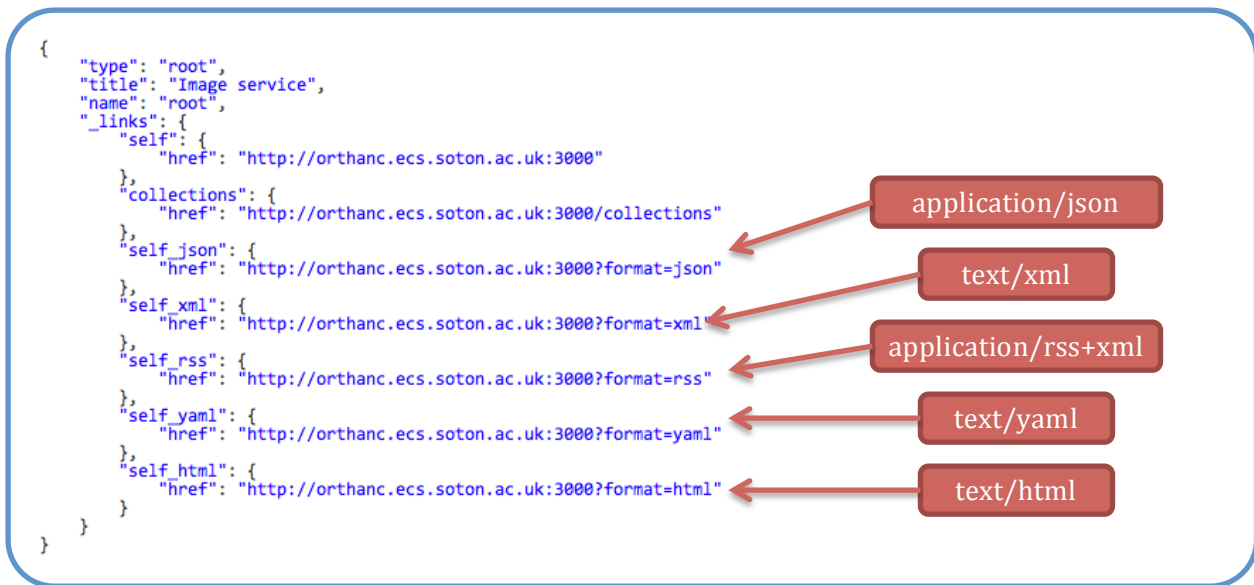 {
"type": "root",
"title": "Image service",
"name": "root",
"_links": {
"self": {
"href": "http://orthanc.ecs.soton.ac.uk:3000"
},
"collections": {
"href": "http://orthanc.ecs.soton.ac.uk:3000/collections"
},
"self_json": {
"href": "http://orthanc.ecs.soton.ac.uk:3000?format=json"
},
"self_xml": {
"href": "http://orthanc.ecs.soton.ac.uk:3000?format=xml"
},
"self_rss": {
"href": "http://orthanc.ecs.soton.ac.uk:3000?format=rss"
},
"self_yaml": {
"href": "http://orthanc.ecs.soton.ac.uk:3000?format=yaml"
},
"self_html": {
"href": "http://orthanc.ecs.soton.ac.uk:3000?format=html"
}
}
}
application/json
text/xml
application/rss+xml
text/yaml
text/html